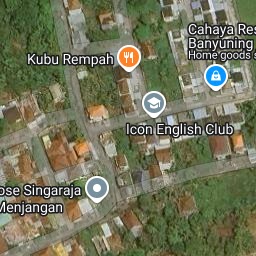 Cahaya Res
Banyuning
Home goods s
Kubu Rempah
Icon English Club
ose Singaraja
Menjangan